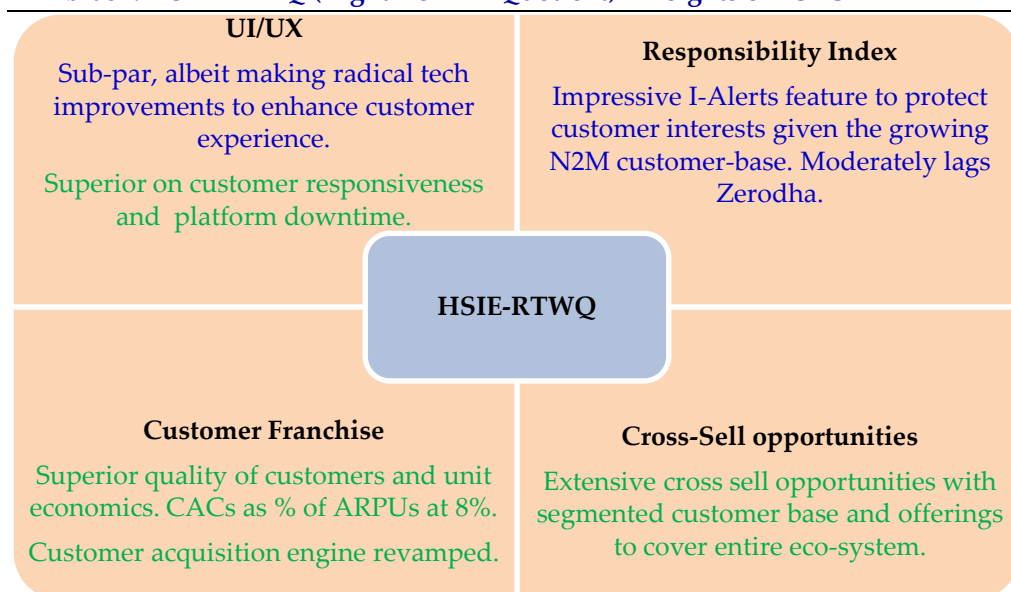 UI/UX
Sub-par, albeit making radical tech
improvements to enhance customer
experience.
Superior on customer responsiveness
and platform downtime.
Responsibility Index
Impressive I-Alerts feature to protect
customer interests given the growing
N2M customer-base. Moderately lags
Zerodha.
HSIE-RTWQ
Customer Franchise
Superior quality of customers and unit
economics. CACs as % of ARPUs at 8%.
Customer acquisition engine revamped.
Cross-Sell opportunities
Extensive cross sell opportunities with
segmented customer base and offerings
to cover entire eco-system.